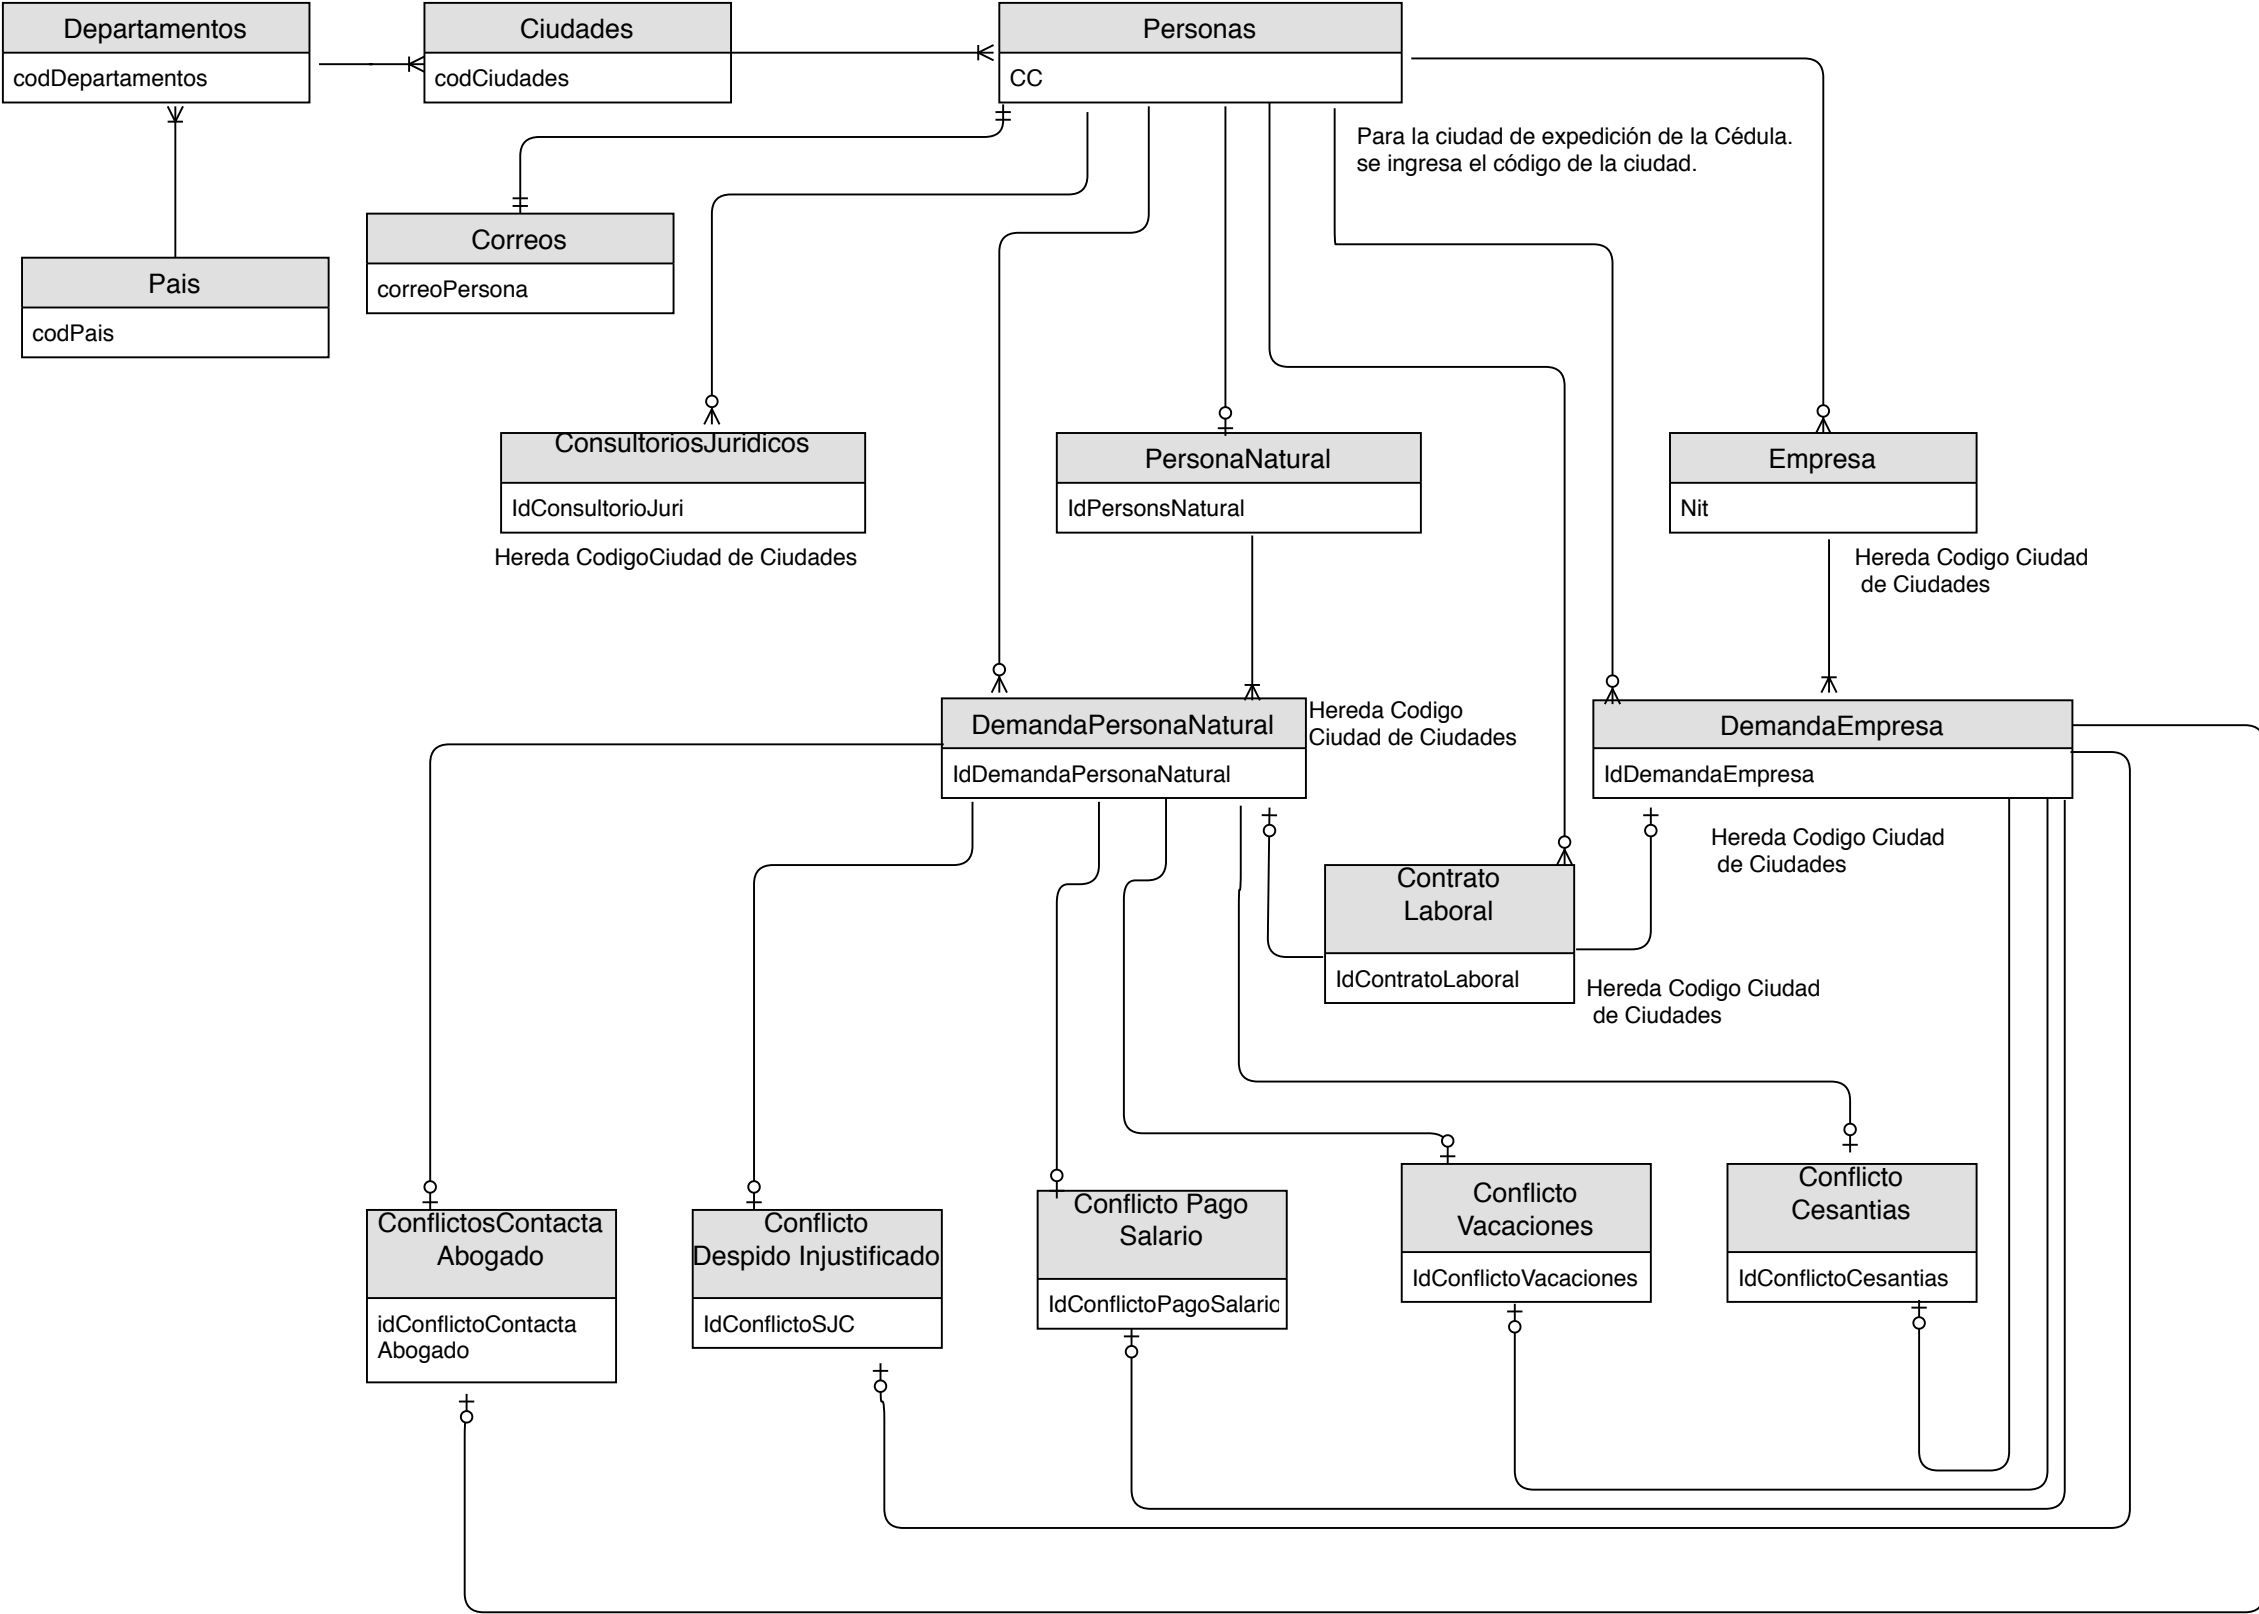 Departamentos
codDepartamentos
Ciudades
codCiudades
Personas
CC
Para la ciudad de expedición de la Cédula.
se ingresa el código de la ciudad.
Correos
correoPersona
Pais
codPais
ConsultoriosJuridicos
IdConsultorioJuri
Hereda CodigoCiudad de Ciudades
PersonaNatural
IdPersonsNatural
Empresa
Nit
Hereda Codigo Ciudad
de Ciudades
DemandaPersonaNatural
IdDemandaPersonaNatural
Hereda Codigo
Ciudad de Ciudades
DemandaEmpresa
IdDemandaEmpresa
Hereda Codigo Ciudad
de Ciudades
Contrato
Laboral
IdContratoLaboral
Hereda Codigo Ciudad
de Ciudades
ConflictosContacta
Abogado
idConflictoContacta
Abogado
Conflicto
Despido Injustificado
IdConflictoSJC
Conflicto Pago
Salario
IdConflictoPagoSalario
Conflicto
Vacaciones
IdConflictoVacaciones
Conflicto
Cesantias
IdConflictoCesantias